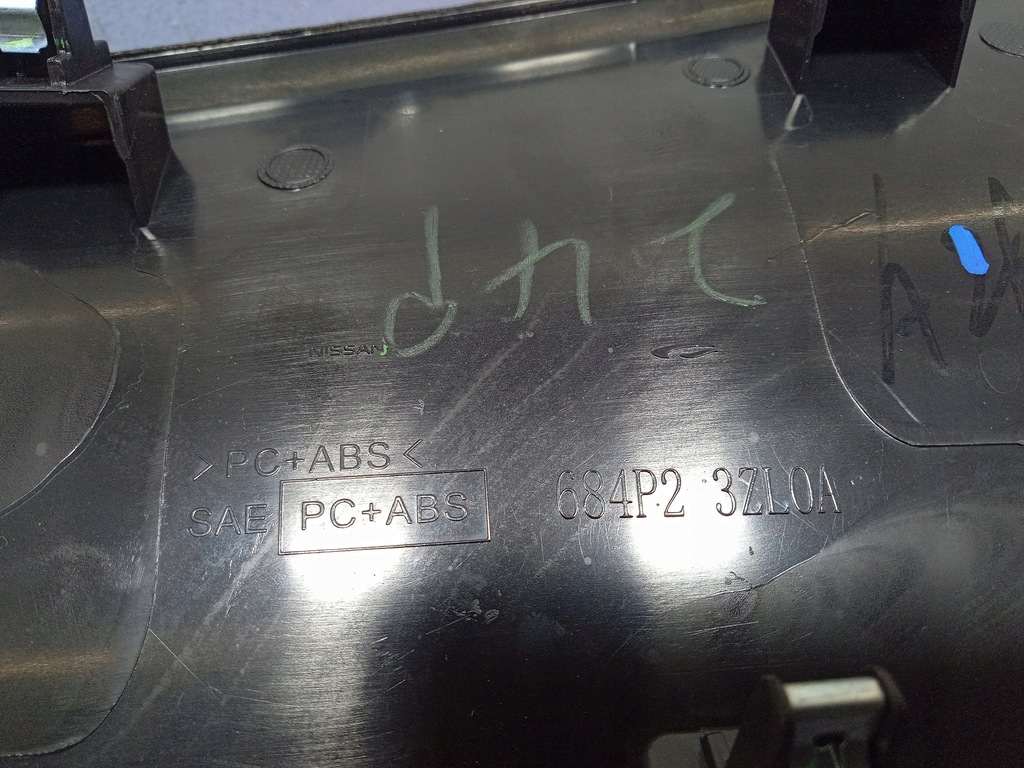 NISSAN
>PC+ABS<
SAE PC+ABS
684P2 3ZL0A